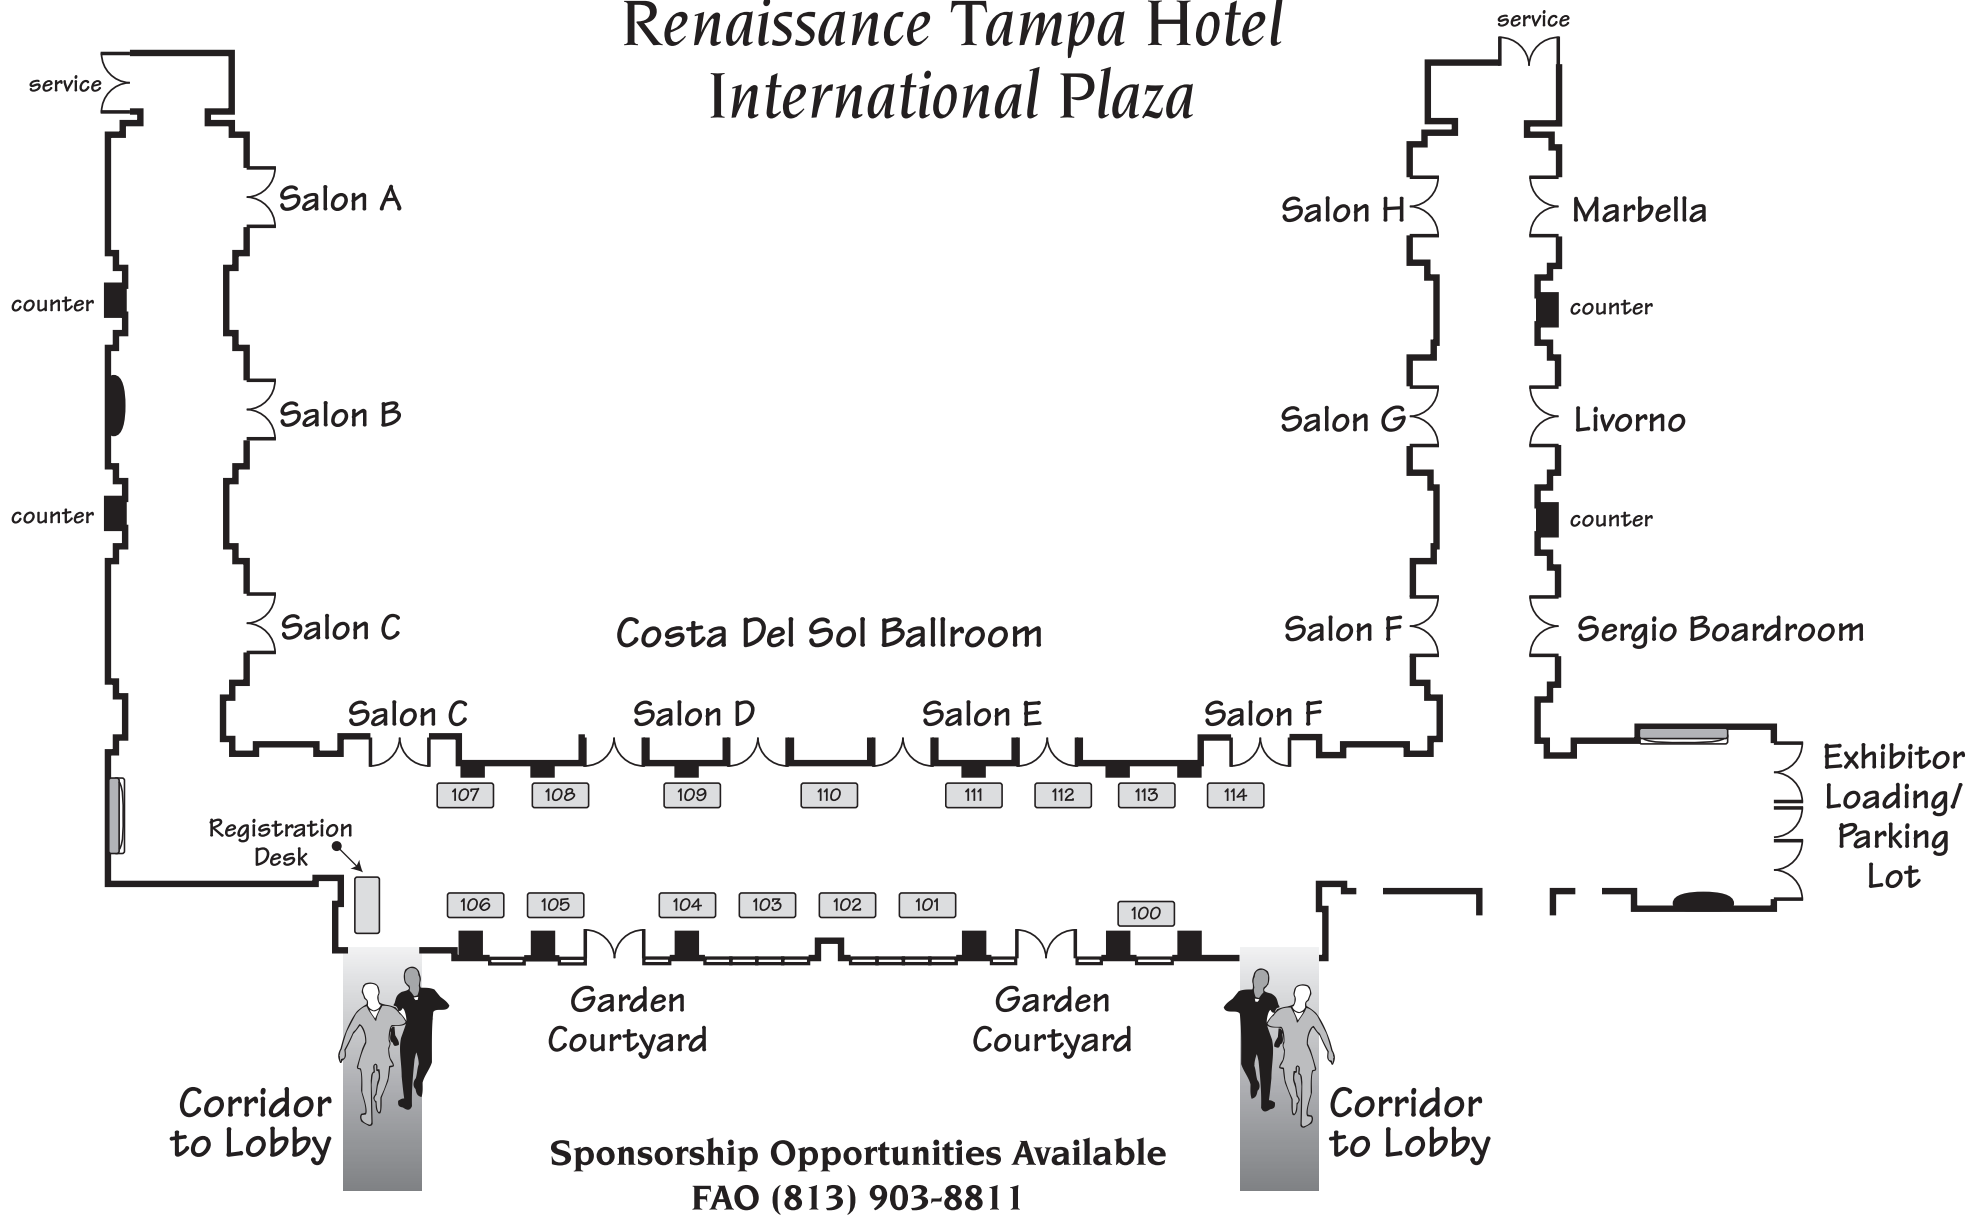 Renaissance Tampa Hotel
International Plaza
service
service
Salon A
Salon H
Marbella
counter
counter
Salon B
Salon G
Livorno
counter
counter
Salon C
Costa Del Sol Ballroom
Salon F
Sergio Boardroom
Salon C
Salon D
Salon E
Salon F
107
108
109
110
111
112
113
114
Exhibitor
Loading/
Parking
Lot
Registration
Desk
106
105
104
103
102
101
100
Garden
Courtyard
Garden
Courtyard
Corridor
to Lobby
Corridor
to Lobby
Sponsorship Opportunities Available
FAO (813) 903-8811